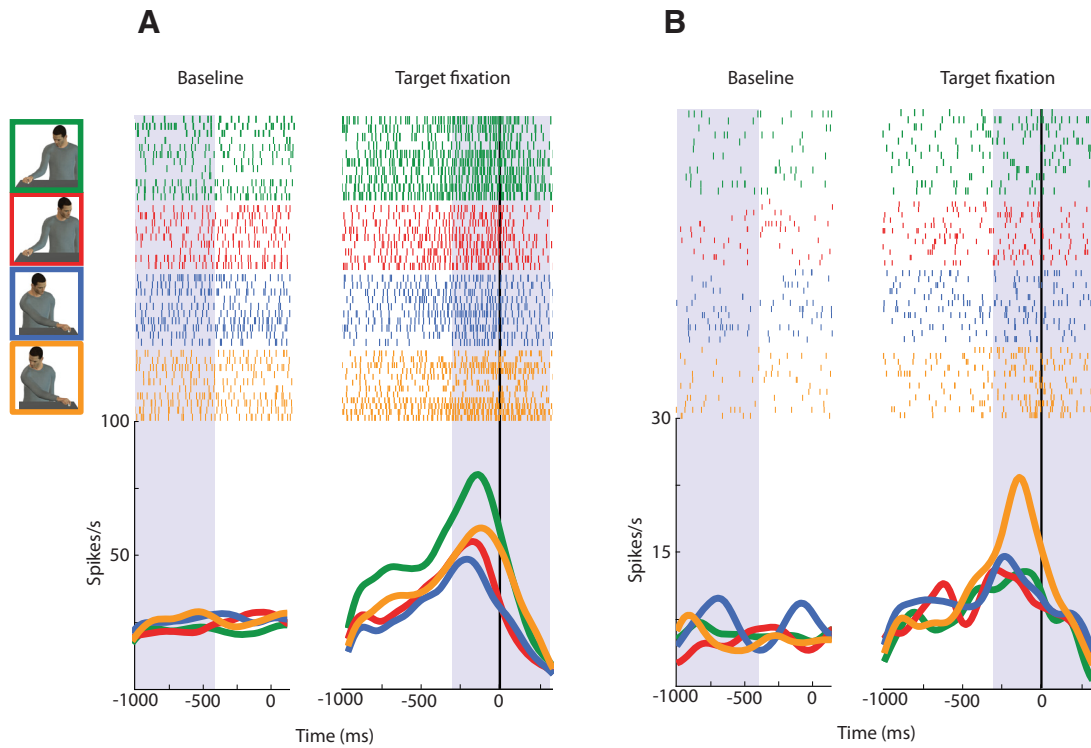 A
B
Baseline
Target fixation
Baseline
Target fixation
100
50
Spikes/s
30
15
Spikes/s
-1000
-500
0
-1000
-500
0
-1000
-500
0
-1000
-500
0
Time (ms)
Time (ms)